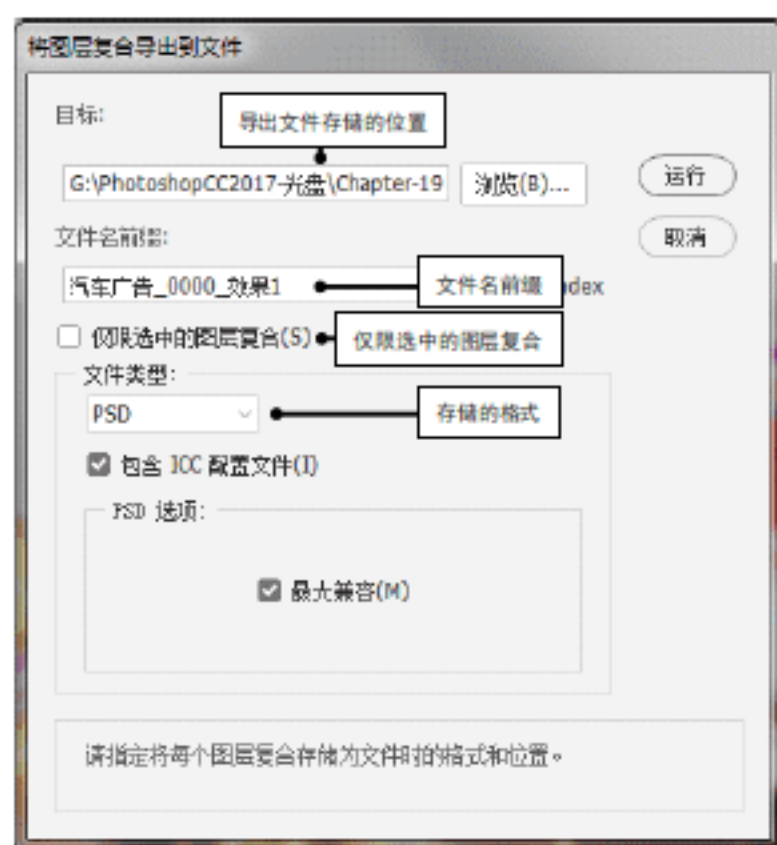 将图层复合导出到文件
目标:
导出文件存储的位置
G:\PhotoshopCC2017-光盘\Chapter-19
浏览(B)...
运行
文件名前缀:
取消
汽车广告_0000_效果1
文件名前缀
ndex
仅限选中的图层复合(S)
仅限选中的图层复合
文件类型:
PSD
存储的格式
包含 ICC 配置文件(I)
PSD 选项:
最大兼容(M)
请指定将每个图层复合存储为文件时的格式和位置。